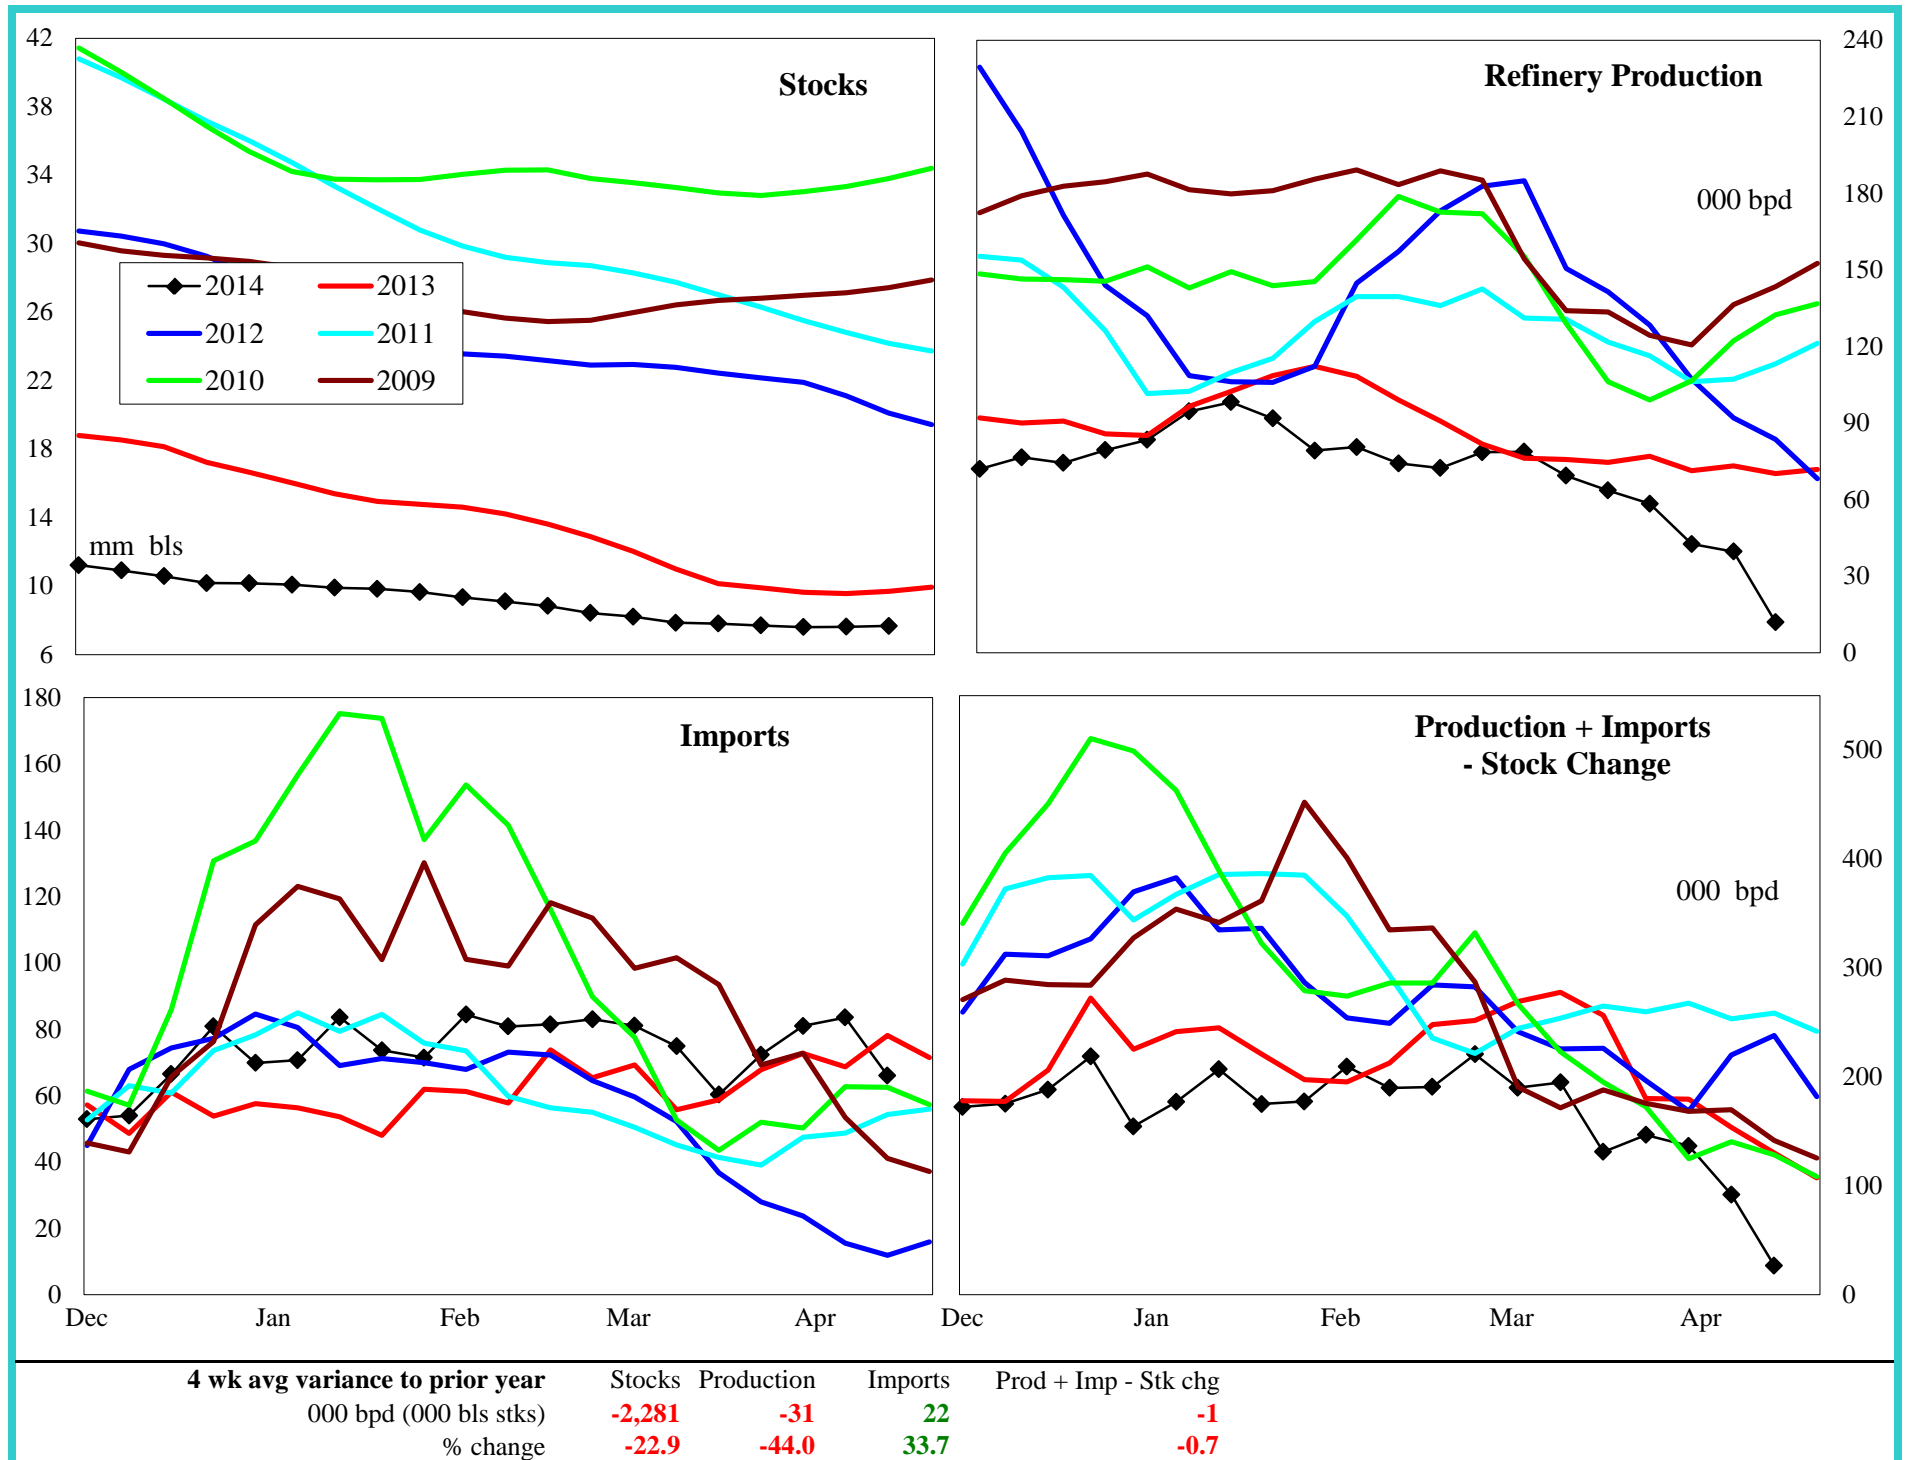 Stocks
42
38
34
30
26
22
18
14
10
6
mm bls
2014 2013
2012 2011
2010 2009
Refinery Production
000 bpd
240
210
180
150
120
90
60
30
0
Imports
180
160
140
120
100
80
60
40
20
0
Dec Jan Feb Mar Apr
Production + Imports
- Stock Change
000 bpd
500
400
300
200
100
0
Dec Jan Feb Mar Apr
4 wk avg variance to prior year Stocks Production Imports Prod + Imp - Stk chg
000 bpd (000 bls stks) -2,281 -31 22 -1
% change -22.9 -44.0 33.7 -0.7